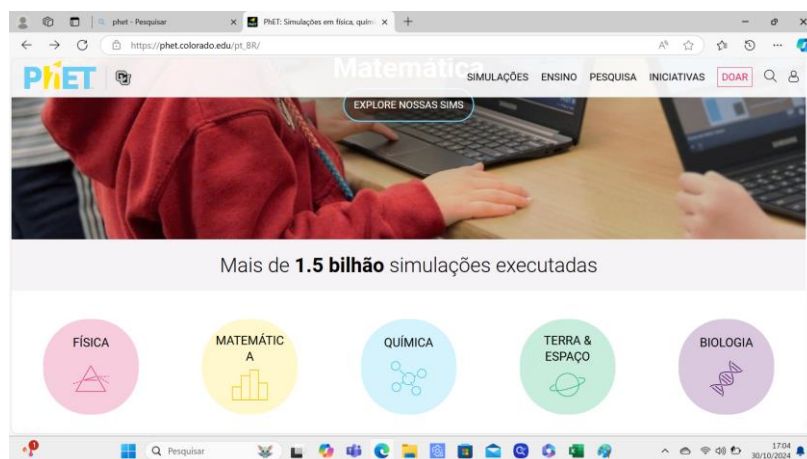 phet - Pesquisar
PhET: Simulações em física, quími
https://phet.colorado.edu/pt_BR/
PhET
Matemática
SIMULAÇÕES ENSINO PESQUISA INICIATIVAS DOAR
EXPLORE NOSSAS SIMS
Mais de 1.5 bilhão simulações executadas
FÍSICA
MATEMÁTIC
A
QUÍMICA
TERRA &
ESPAÇO
BIOLOGIA
Pesquisar
17:04
30/10/2024